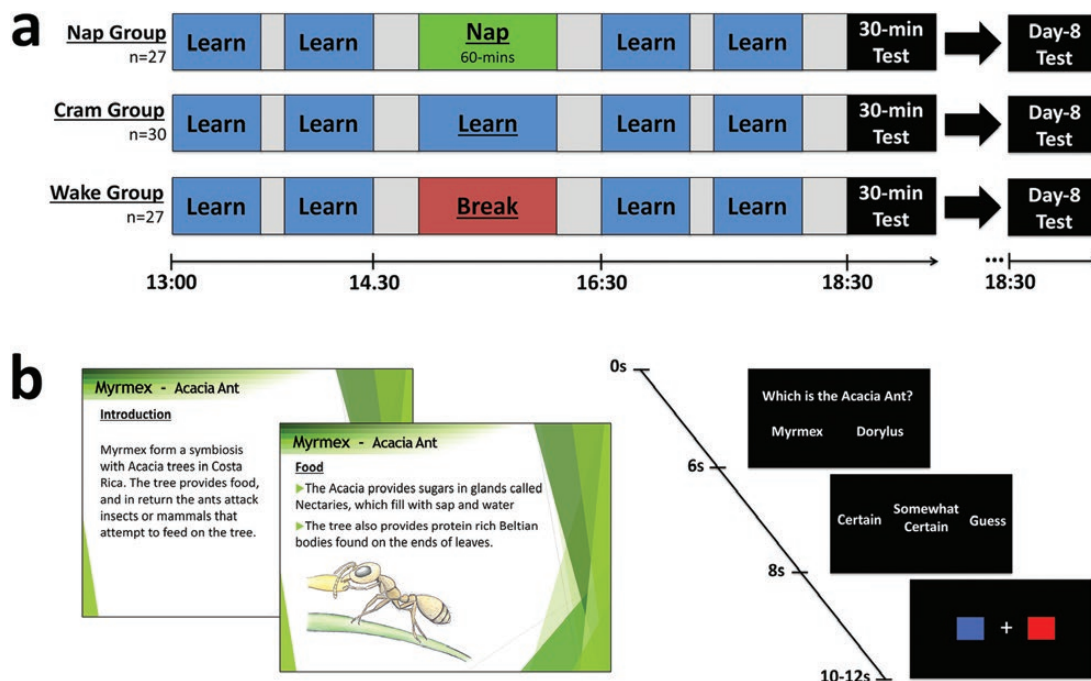 a
Nap Group
n=27
Learn
Learn
Nap
60-mins
Learn
Learn
30-min
Test
Day-8
Test
Cram Group
n=30
Learn
Learn
Learn
Learn
Learn
30-min
Test
Day-8
Test
Wake Group
n=27
Learn
Learn
Break
Learn
Learn
30-min
Test
Day-8
Test
13:00
14.30
16:30
18:30
...
18:30
b
Myrmex - Acacia Ant
Introduction
Myrmex form a symbiosis
with Acacia trees in Costa
Rica. The tree provides food,
and in return the ants attack
insects or mammals that
attempt to feed on the tree.
Myrmex - Acacia Ant
Food
The Acacia provides sugars in glands called
Nectaries, which fill with sap and water
The tree also provides protein rich Beltian
bodies found on the ends of leaves.
0s
Which is the Acacia Ant?
Myrmex Dorylus
6s
Certain Somewhat Certain Guess
8s
+
10-12s